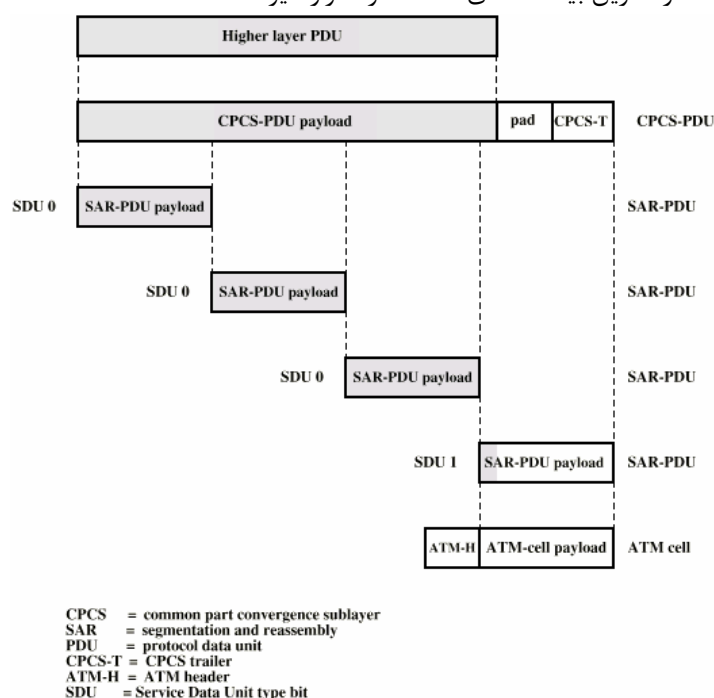 Higher layer PDU
CPCS-PDU payload pad CPCS-T CPCS-PDU
SDU 0 SAR-PDU payload SAR-PDU
SDU 0 SAR-PDU payload SAR-PDU
SDU 0 SAR-PDU payload SAR-PDU
SDU 1 SAR-PDU payload SAR-PDU
ATM-H ATM-cell payload ATM cell
CPCS = common part convergence sublayer
SAR = segmentation and reassembly
PDU = protocol data unit
CPCS-T = CPCS trailer
ATM-H = ATM header
SDU = Service Data Unit type bit